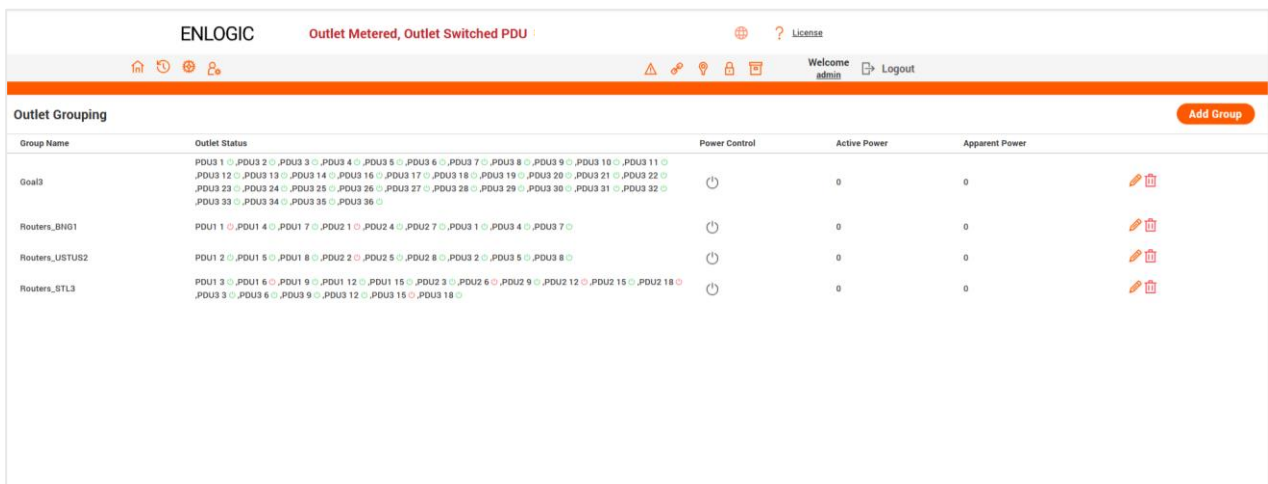 ENLOGIC Outlet Metered, Outlet Switched PDU ? License
Welcome admin Logout
Outlet Grouping Add Group
Group Name Outlet Status Power Control Active Power Apparent Power
PDU3 1 ,PDU3 2 ,PDU3 3 ,PDU3 4 ,PDU3 5 ,PDU3 6 ,PDU3 7 ,PDU3 8 ,PDU3 9 ,PDU3 10 ,PDU3 11
Goal3 ,PDU3 12 ,PDU3 13 ,PDU3 14 ,PDU3 16 ,PDU3 17 ,PDU3 18 ,PDU3 19 ,PDU3 20 ,PDU3 21 ,PDU3 22 0 0
,PDU3 23 ,PDU3 24 ,PDU3 25 ,PDU3 26 ,PDU3 27 ,PDU3 28 ,PDU3 29 ,PDU3 30 ,PDU3 31 ,PDU3 32
,PDU3 33 ,PDU3 34 ,PDU3 35 ,PDU3 36
Routers_BNG1 PDU1 1 ,PDU1 4 ,PDU1 7 ,PDU2 1 ,PDU2 4 ,PDU2 7 ,PDU3 1 ,PDU3 4 ,PDU3 7 0 0
Routers_USTUS2 PDU1 2 ,PDU1 5 ,PDU1 8 ,PDU2 2 ,PDU2 5 ,PDU2 8 ,PDU3 2 ,PDU3 5 ,PDU3 8 0 0
Routers_STL3 PDU1 3 ,PDU1 6 ,PDU1 9 ,PDU1 12 ,PDU1 15 ,PDU2 3 ,PDU2 6 ,PDU2 9 ,PDU2 12 ,PDU2 15 ,PDU2 18 0 0
,PDU3 3 ,PDU3 6 ,PDU3 9 ,PDU3 12 ,PDU3 15 ,PDU3 18